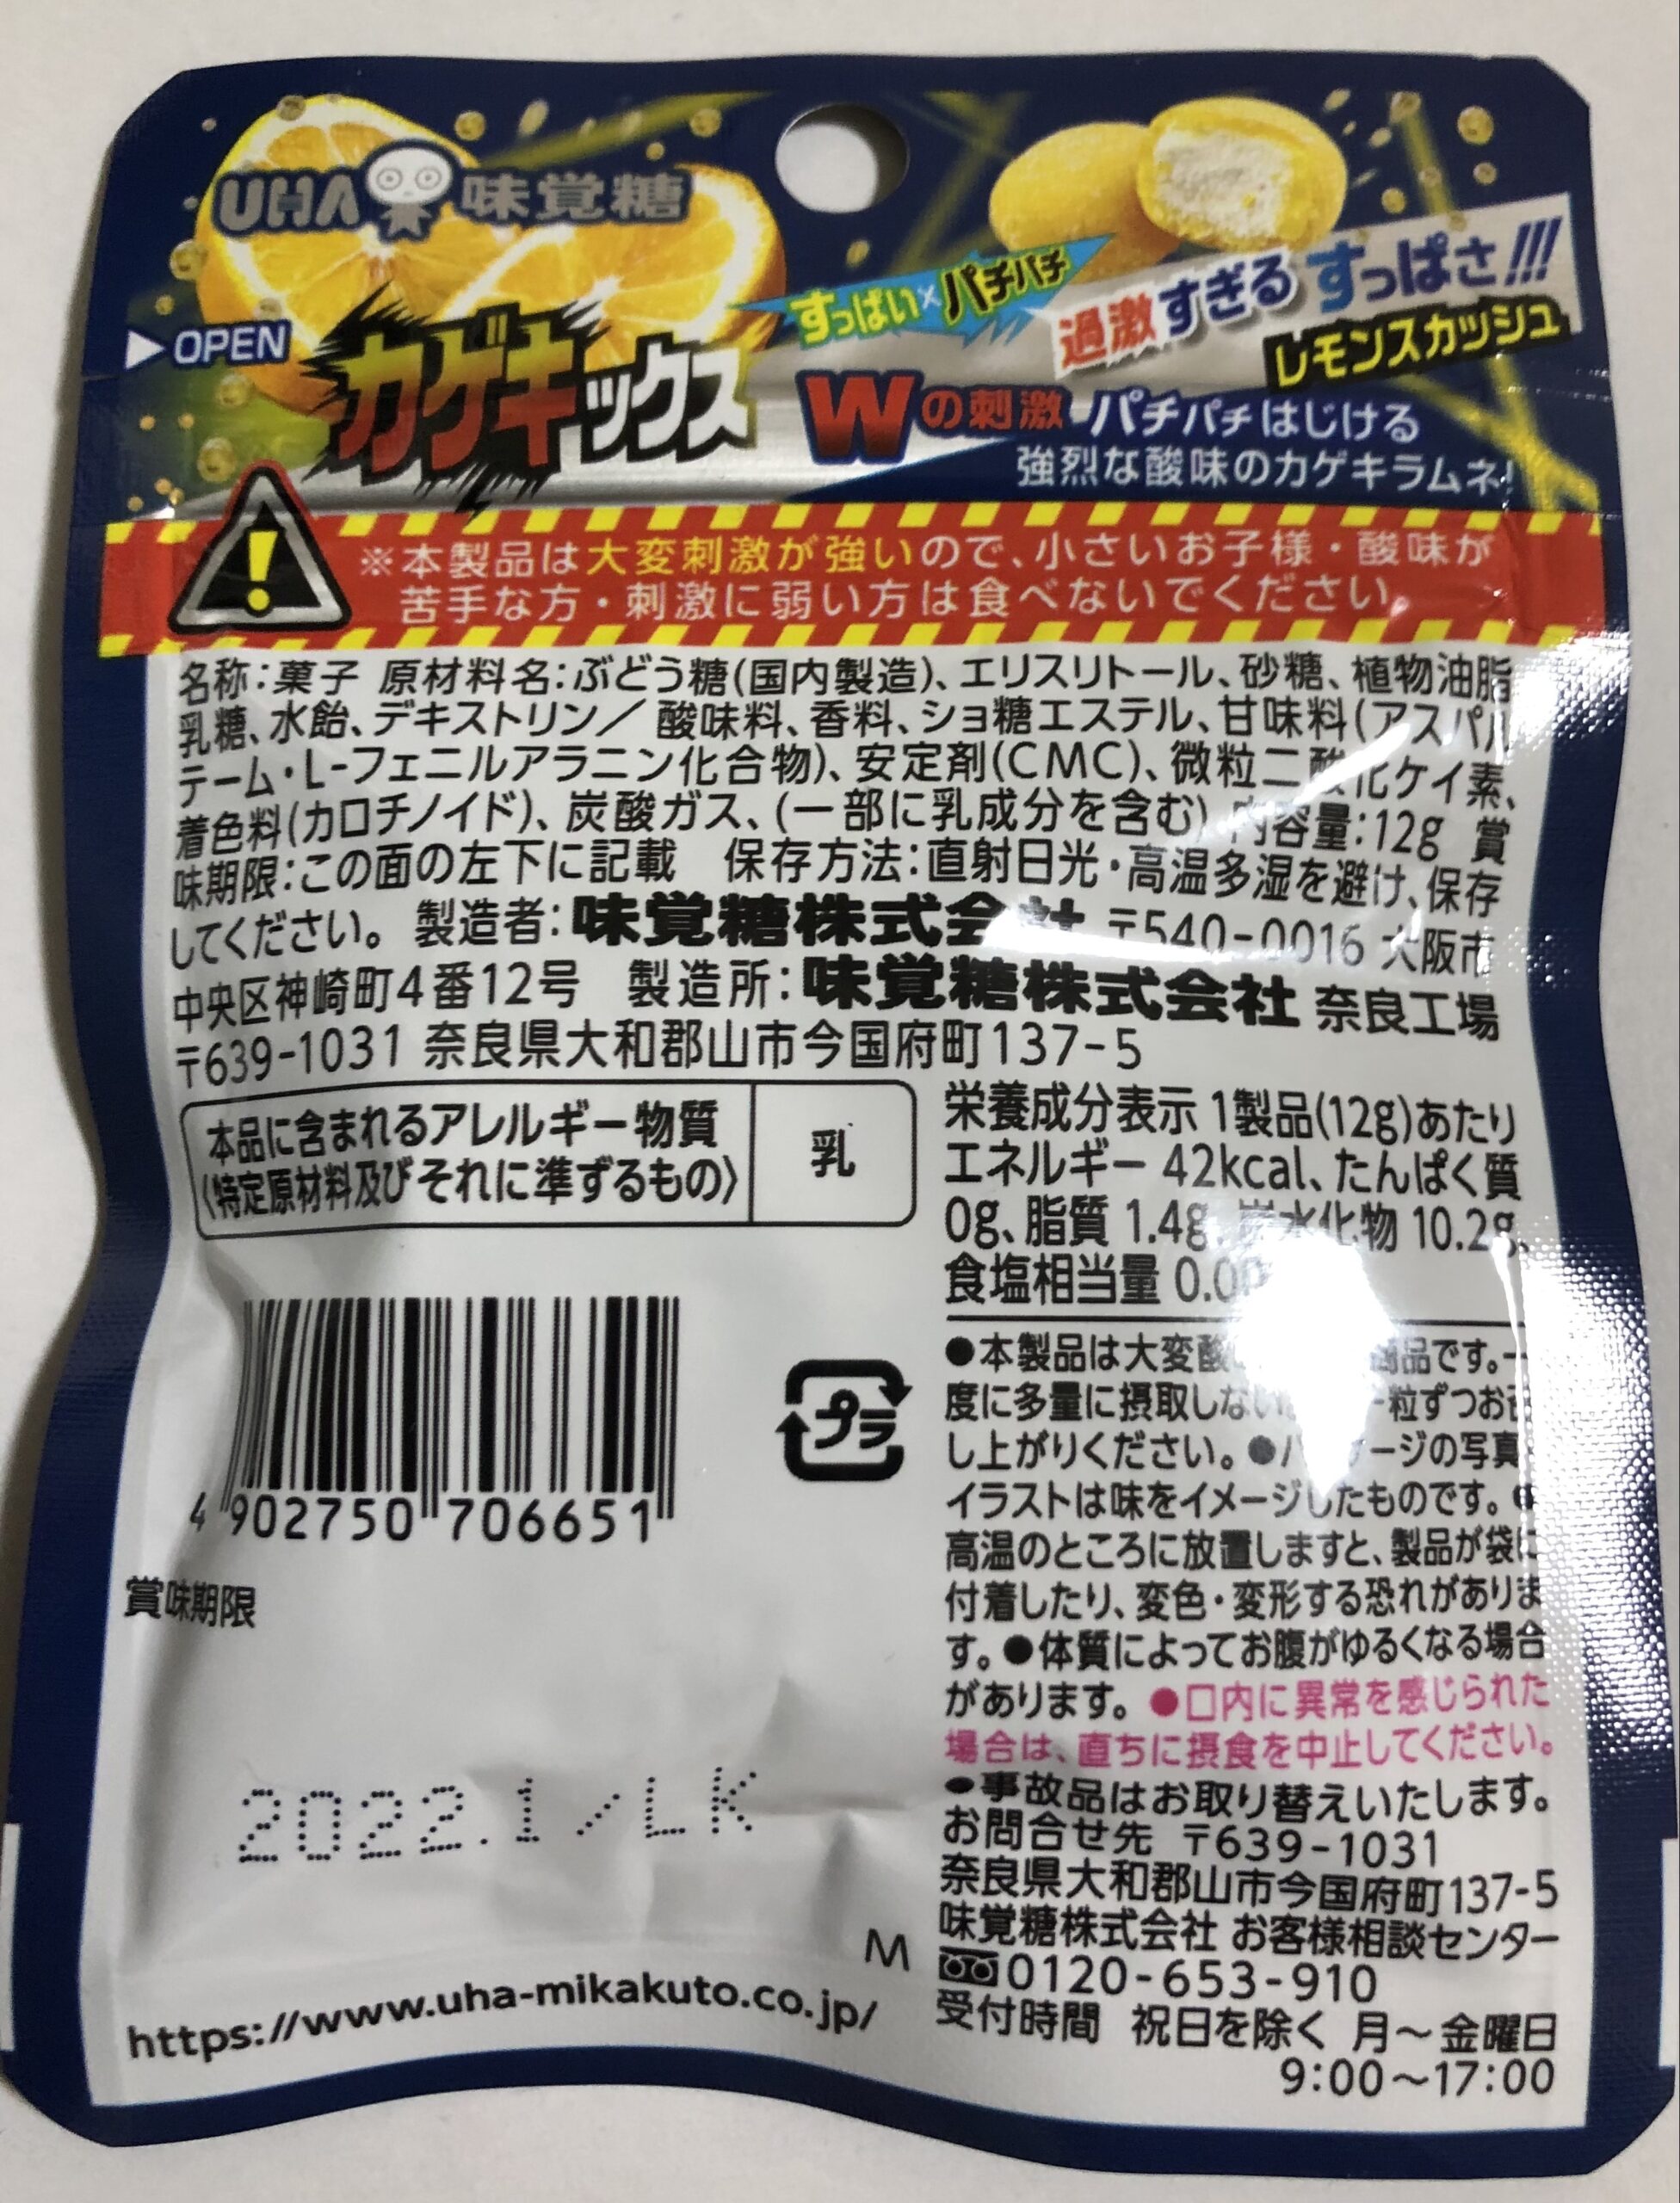 UHA 味覚糖
OPEN
カゲキックス
すっぱい×パチパチ
過激すぎるすっぱさ!!!
レモンスカッシュ
Wの刺激 パチパチはじける
強烈な酸味のカゲキラムネ!
※本製品は大変刺激が強いので、小さいお子様・酸味が
苦手な方・刺激に弱い方は食べないでください。
名称:菓子 原材料名:ぶどう糖(国内製造)、エリスリトール、砂糖、植物油脂
乳糖、水飴、デキストリン/酸味料、香料、ショ糖エステル、甘味料(アスパル
テーム・L-フェニルアラニン化合物)、安定剤(CMC)、微粒二酸化ケイ素、
着色料(カロチノイド)、炭酸ガス、(一部に乳成分を含む) 内容量:12g 賞
味期限:この面の左下に記載 保存方法:直射日光・高温多湿を避け、保存
してください。 製造者:味覚糖株式会社 〒540-0016 大阪市
中央区神崎町4番12号 製造所:味覚糖株式会社 奈良工場
〒639-1031 奈良県大和郡山市今国府町137-5
本品に含まれるアレルギー物質
〈特定原材料及びそれに準ずるもの〉
乳
栄養成分表示 1製品(12g)あたり
エネルギー 42kcal、たんぱく質
0g、脂質 1.4g、炭水化物 10.2g、
食塩相当量 0.0
●本製品は大変酸 商品です。一
度に多量に摂取しない 一粒ずつお召
し上がりください。●パッケージの写真・
イラストは味をイメージしたものです。●
高温のところに放置しますと、製品が袋に
付着したり、変色・変形する恐れがありま
す。●体質によってお腹がゆるくなる場合
があります。●口内に異常を感じられた
場合は、直ちに摂食を中止してください。
●事故品はお取り替えいたします。
お問合せ先 〒639-1031
奈良県大和郡山市今国府町137-5
味覚糖株式会社 お客様相談センター
0120-653-910
受付時間 祝日を除く 月～金曜日
9:00～17:00
プラ
4 902750 706651
賞味期限
2022.1/LK
M
https://www.uha-mikakuto.co.jp/